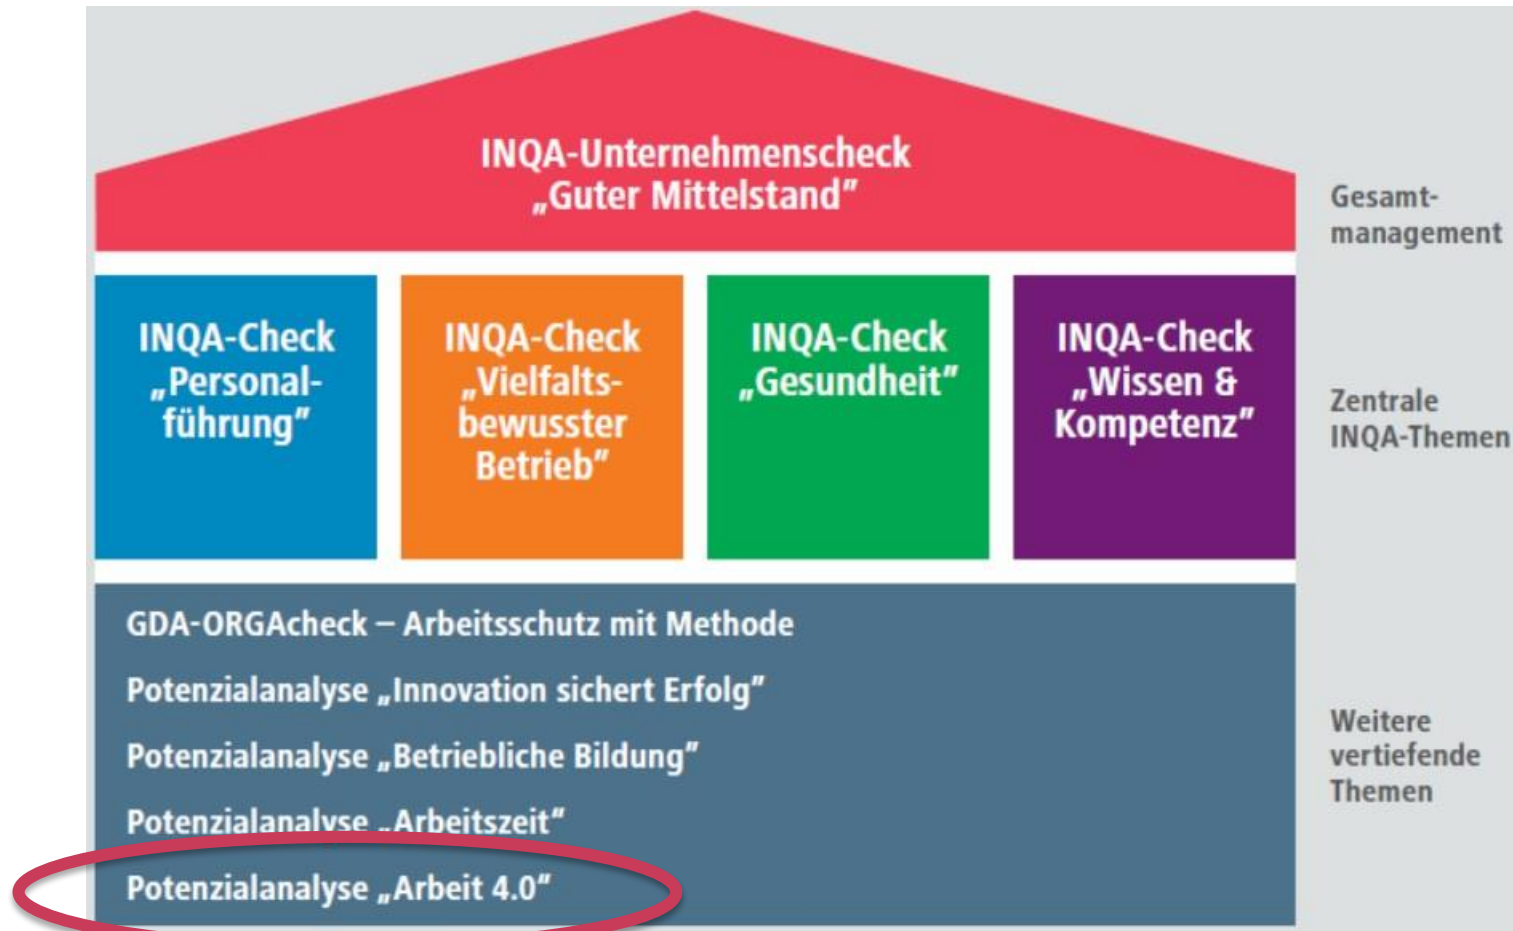 INQA-Unternehmenscheck
„Guter Mittelstand”
Gesamt-
management
INQA-Check
„Personal-
führung”
INQA-Check
„Vielfalts-
bewusster
Betrieb”
INQA-Check
„Gesundheit”
INQA-Check
„Wissen &
Kompetenz”
Zentrale
INQA-Themen
GDA-ORGAcheck – Arbeitsschutz mit Methode
Potenzialanalyse „Innovation sichert Erfolg”
Potenzialanalyse „Betriebliche Bildung”
Potenzialanalyse „Arbeitszeit”
Potenzialanalyse „Arbeit 4.0”
Weitere
vertiefende
Themen